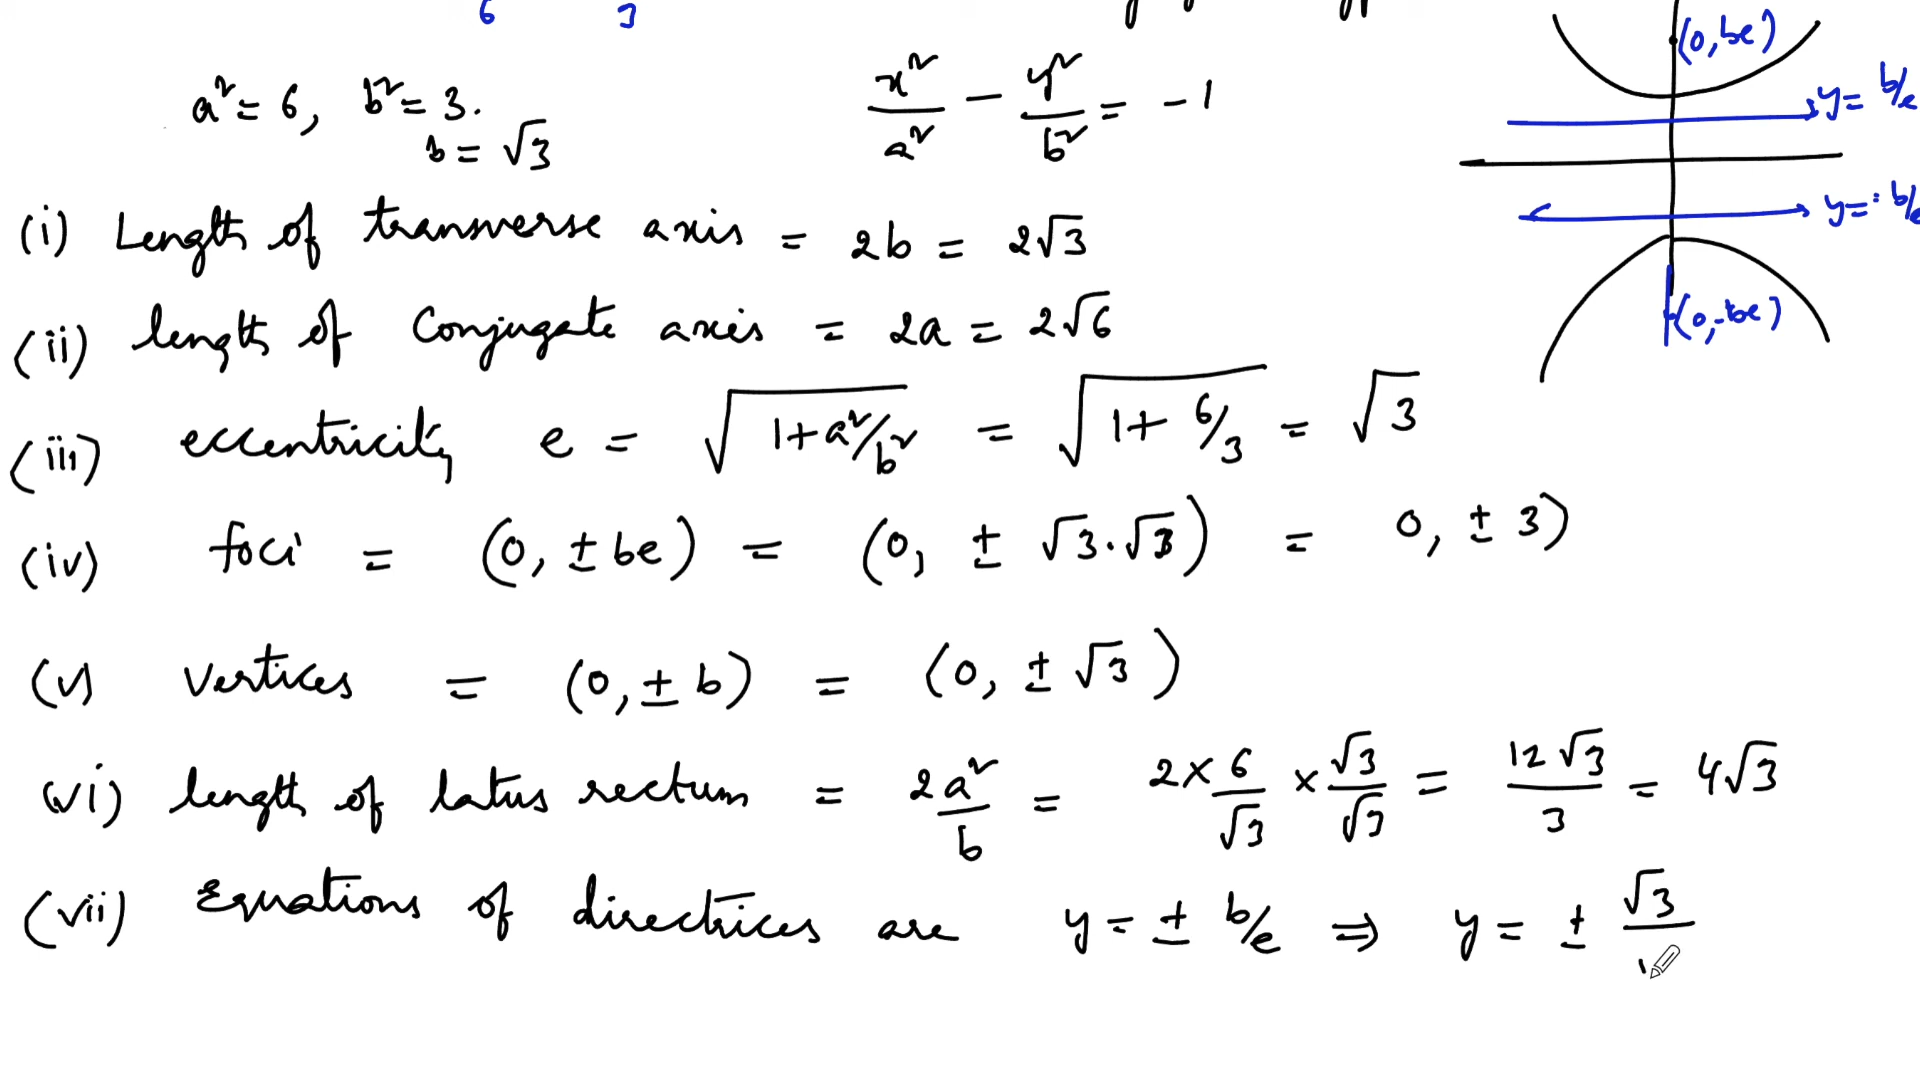 6 3
a² = 6, b² = 3.
b = √3
x²/a² − y²/b² = −1
(0, be)
y = b/e
y = -b/e
(0, -be)
(i) Length of transverse axis = 2b = 2√3
(ii) length of Conjugate axis = 2a = 2√6
(iii) eccentricity e = √(1+a²/b²) = √(1+6/3) = √3
(iv) foci = (0, ± be) = (0, ± √3.√3) = 0, ± 3)
(v) vertices = (0, ± b) = (0, ± √3)
(vi) length of latus rectum = 2a²/b = 2×6/√3 × √3/√3 = 12√3/3 = 4√3
(vii) Equations of directrices are y = ± b/e ⇒ y = ± √3/